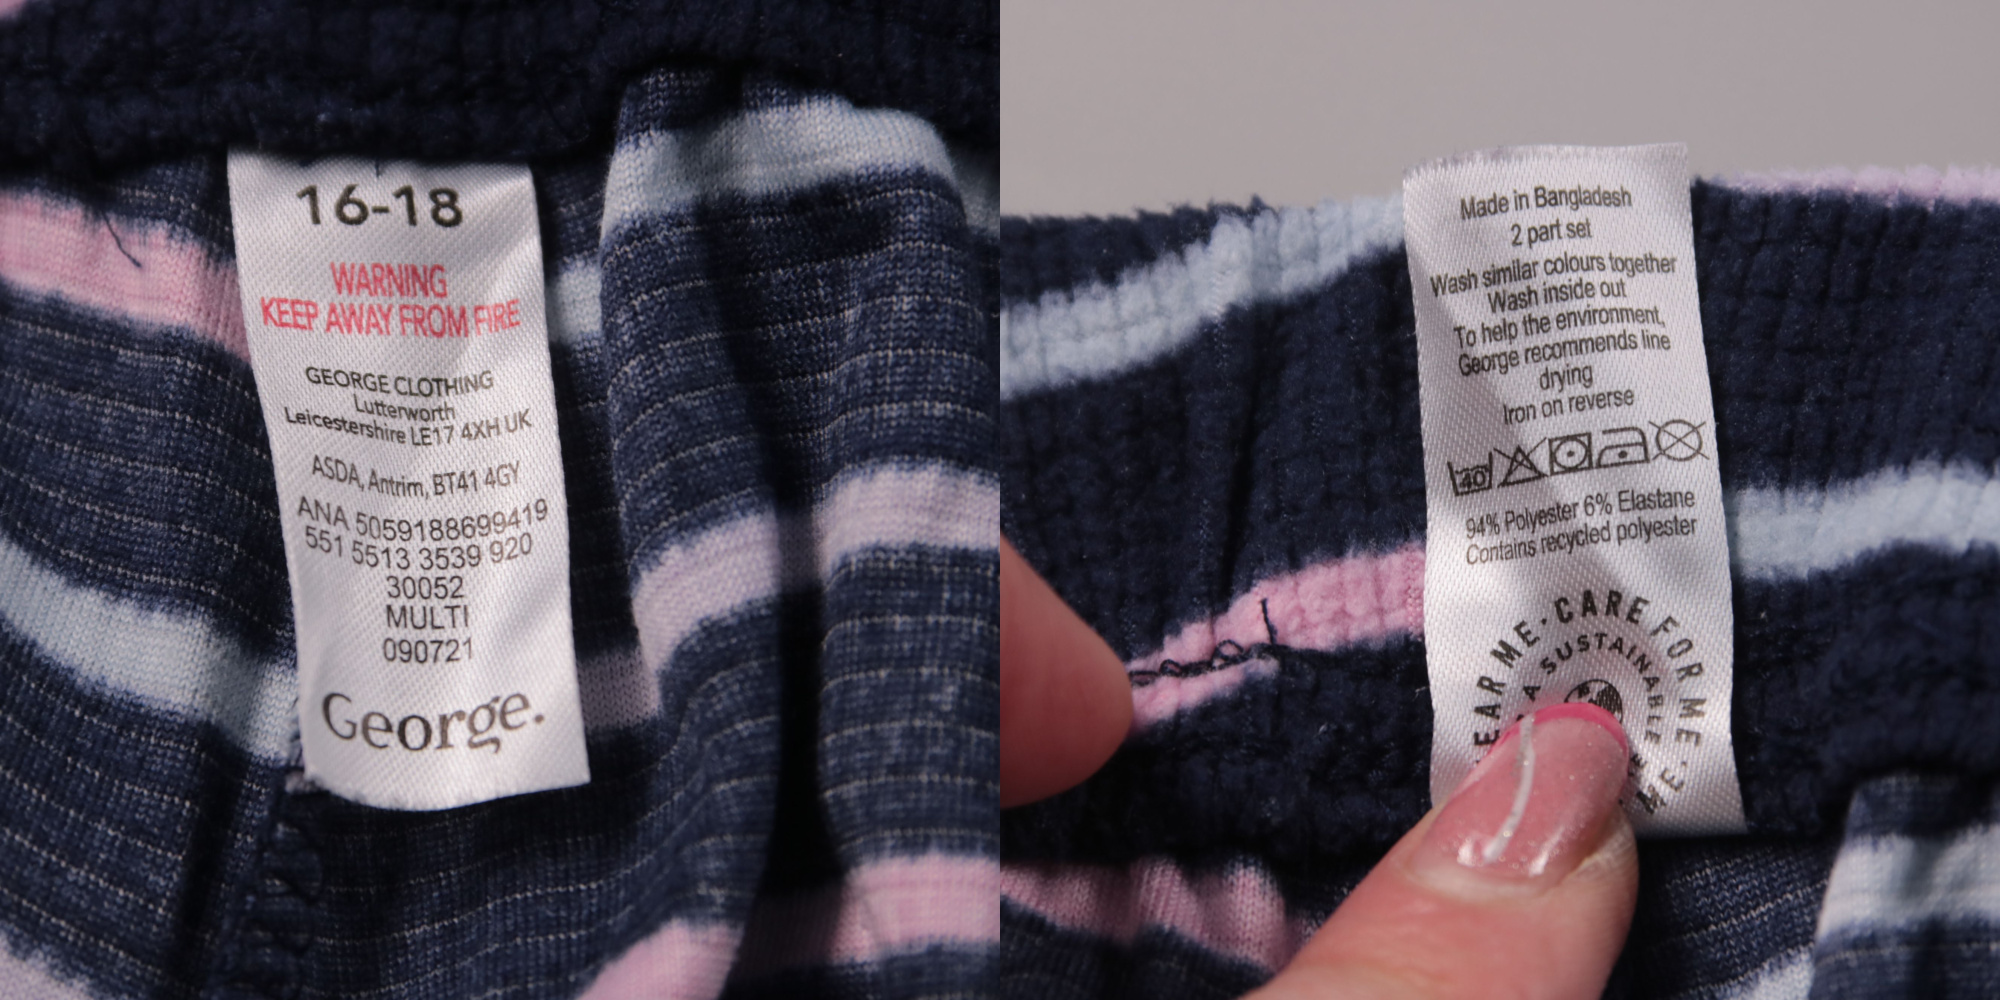 16-18
WARNING
KEEP AWAY FROM FIRE
GEORGE CLOTHING
Lutterworth
Leicestershire LE17 4XH UK
ASDA, Antrim, BT41 4GY
ANA 5059188699419
551 5513 3539 920
30052
MULTI
090721
George.
Made in Bangladesh
2 part set
Wash similar colours together
Wash inside out
To help the environment,
George recommends line
drying
Iron on reverse
40
94% Polyester 6% Elastane
Contains recycled polyester
ME · CARE FOR ME ·
A SUSTAINABLE
ME ·